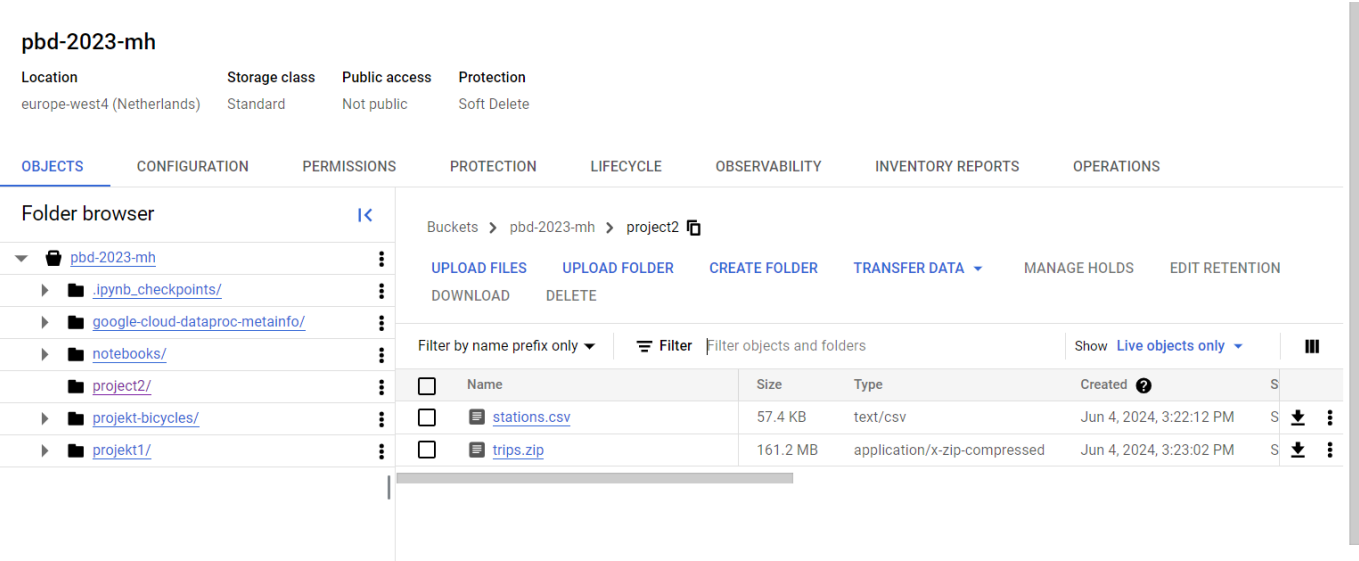 pbd-2023-mh
Location Storage class Public access Protection
europe-west4 (Netherlands) Standard Not public Soft Delete
OBJECTS CONFIGURATION PERMISSIONS PROTECTION LIFECYCLE OBSERVABILITY INVENTORY REPORTS OPERATIONS
Folder browser
pbd-2023-mh
.ipynb_checkpoints/
google-cloud-dataproc-metainfo/
notebooks/
project2/
projekt-bicycles/
projekt1/
Buckets > pbd-2023-mh > project2
UPLOAD FILES UPLOAD FOLDER CREATE FOLDER TRANSFER DATA MANAGE HOLDS EDIT RETENTION
DOWNLOAD DELETE
Filter by name prefix only Filter Filter objects and folders Show Live objects only
Name Size Type Created S
stations.csv 57.4 KB text/csv Jun 4, 2024, 3:22:12 PM S
trips.zip 161.2 MB application/x-zip-compressed Jun 4, 2024, 3:23:02 PM S